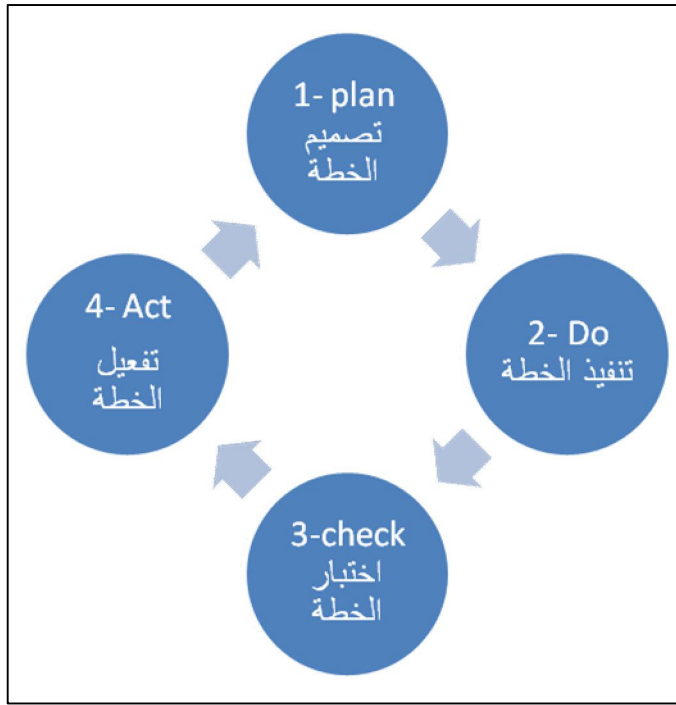 1- plan
تصميم
الخطة
2- Do
تنفيذ الخطة
3-check
اختبار
الخطة
4- Act
تفعيل
الخطة